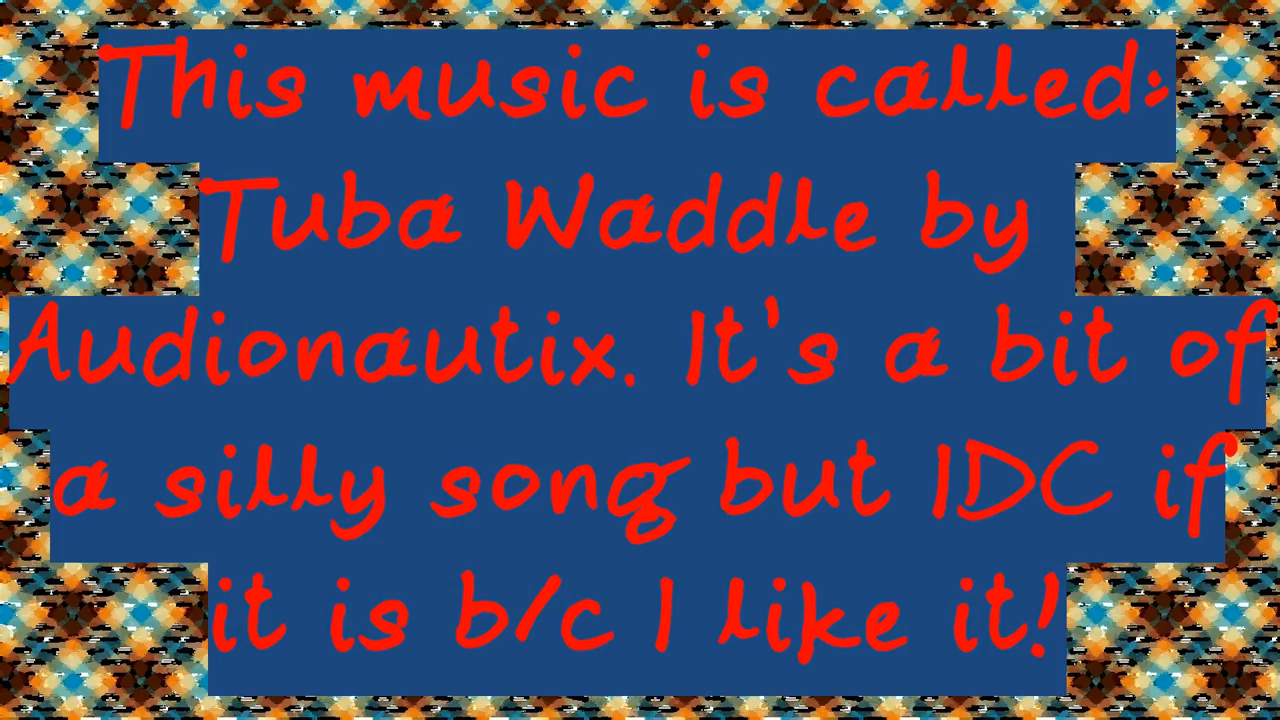 This music is called:
Tuba Waddle by
Audionautix. It's a bit of
a silly song but IDC if
it is b/c I like it!